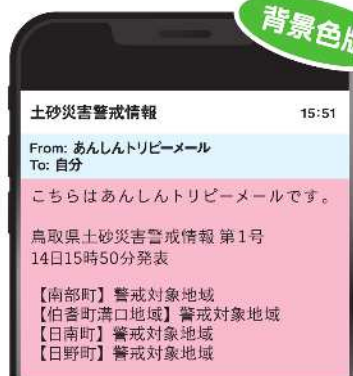 背景色版
土砂災害警戒情報 15:51
From: あんしんトリピーメール
To: 自分
こちらはあんしんトリピーメールです。
鳥取県土砂災害警戒情報 第1号
14日15時50分発表
【南部町】警戒対象地域
【伯耆町溝口地域】警戒対象地域
【日南町】警戒対象地域
【日野町】警戒対象地域